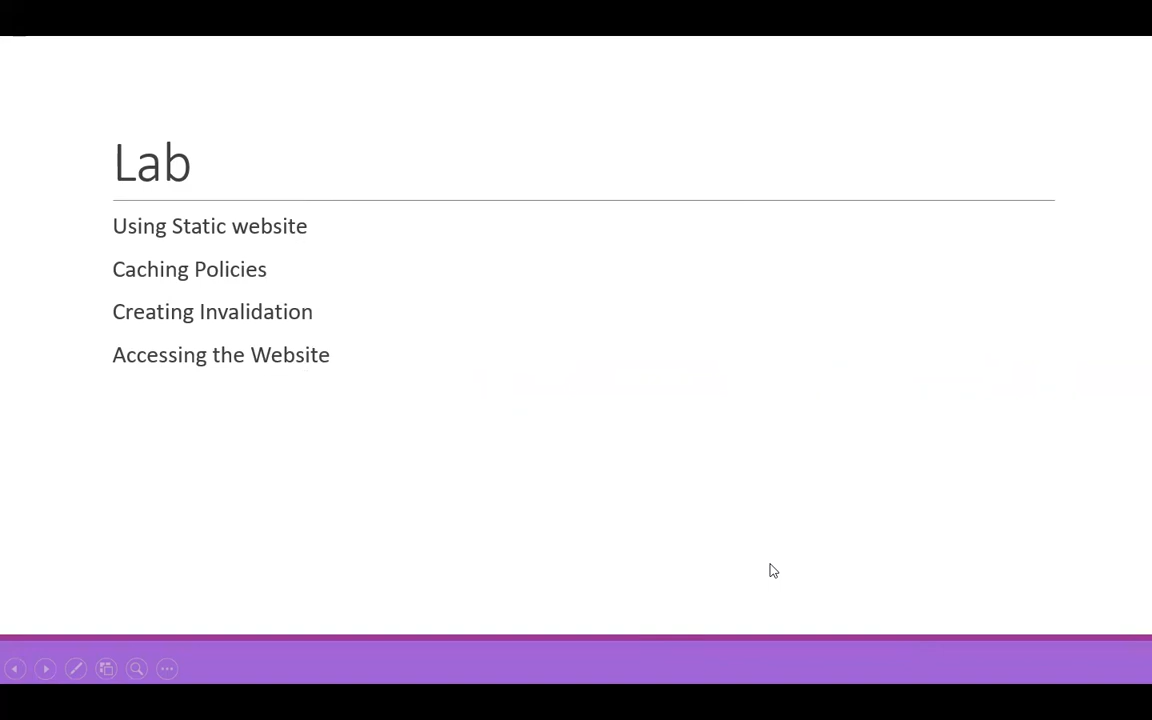 Lab
Using Static website
Caching Policies
Creating Invalidation
Accessing the Website